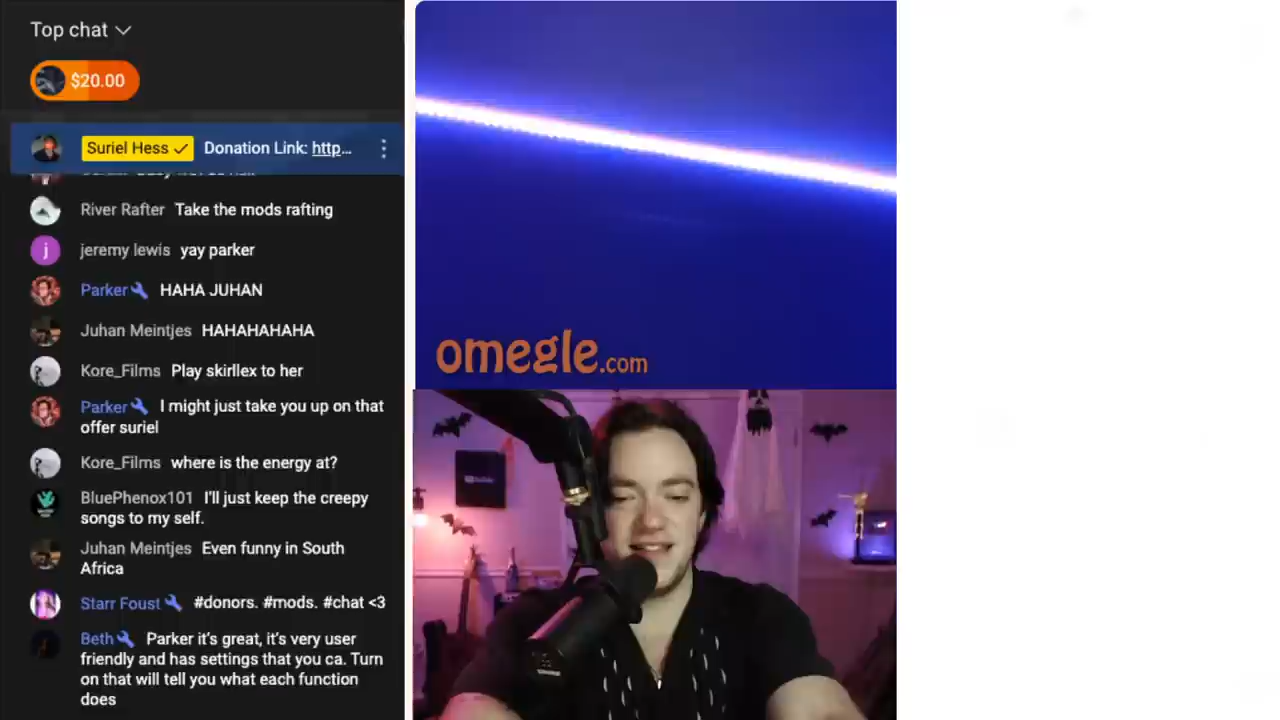 Top chat
$20.00
Suriel Hess Donation Link: http...
River Rafter Take the mods rafting
jeremy lewis yay parker
j
Parker HAHA JUHAN
Juhan Meintjes HAHAHAHAHA
Kore_Films Play skirllex to her
Parker I might just take you up on that
offer suriel
Kore_Films where is the energy at?
BluePhenox101 I'll just keep the creepy
songs to my self.
Juhan Meintjes Even funny in South
Africa
Starr Foust #donors. #mods. #chat <3
Beth Parker it's great, it's very user
friendly and has settings that you ca. Turn
on that will tell you what each function
does
omegle.com